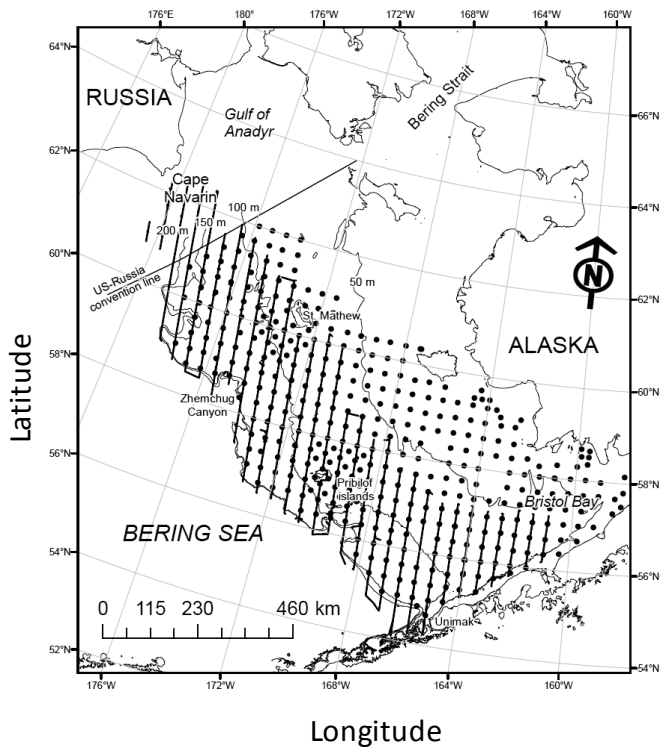 176°E 180° 176°W 172°W 168°W 164°W 160°W
64°N
RUSSIA
Gulf of
Anadyr
Bering Strait
66°N
62°N
Cape
Navarin
100 m
150 m
200 m
64°N
60°N
US-Russia
convention line
50 m
N
St. Mathew
62°N
58°N
ALASKA
Zhemchug
Canyon
60°N
Latitude
56°N
Pribilof
islands
Bristol Bay
58°N
BERING SEA
54°N
56°N
0 115 230 460 km
Unimak
52°N
54°N
176°W 172°W 168°W 164°W 160°W
Longitude